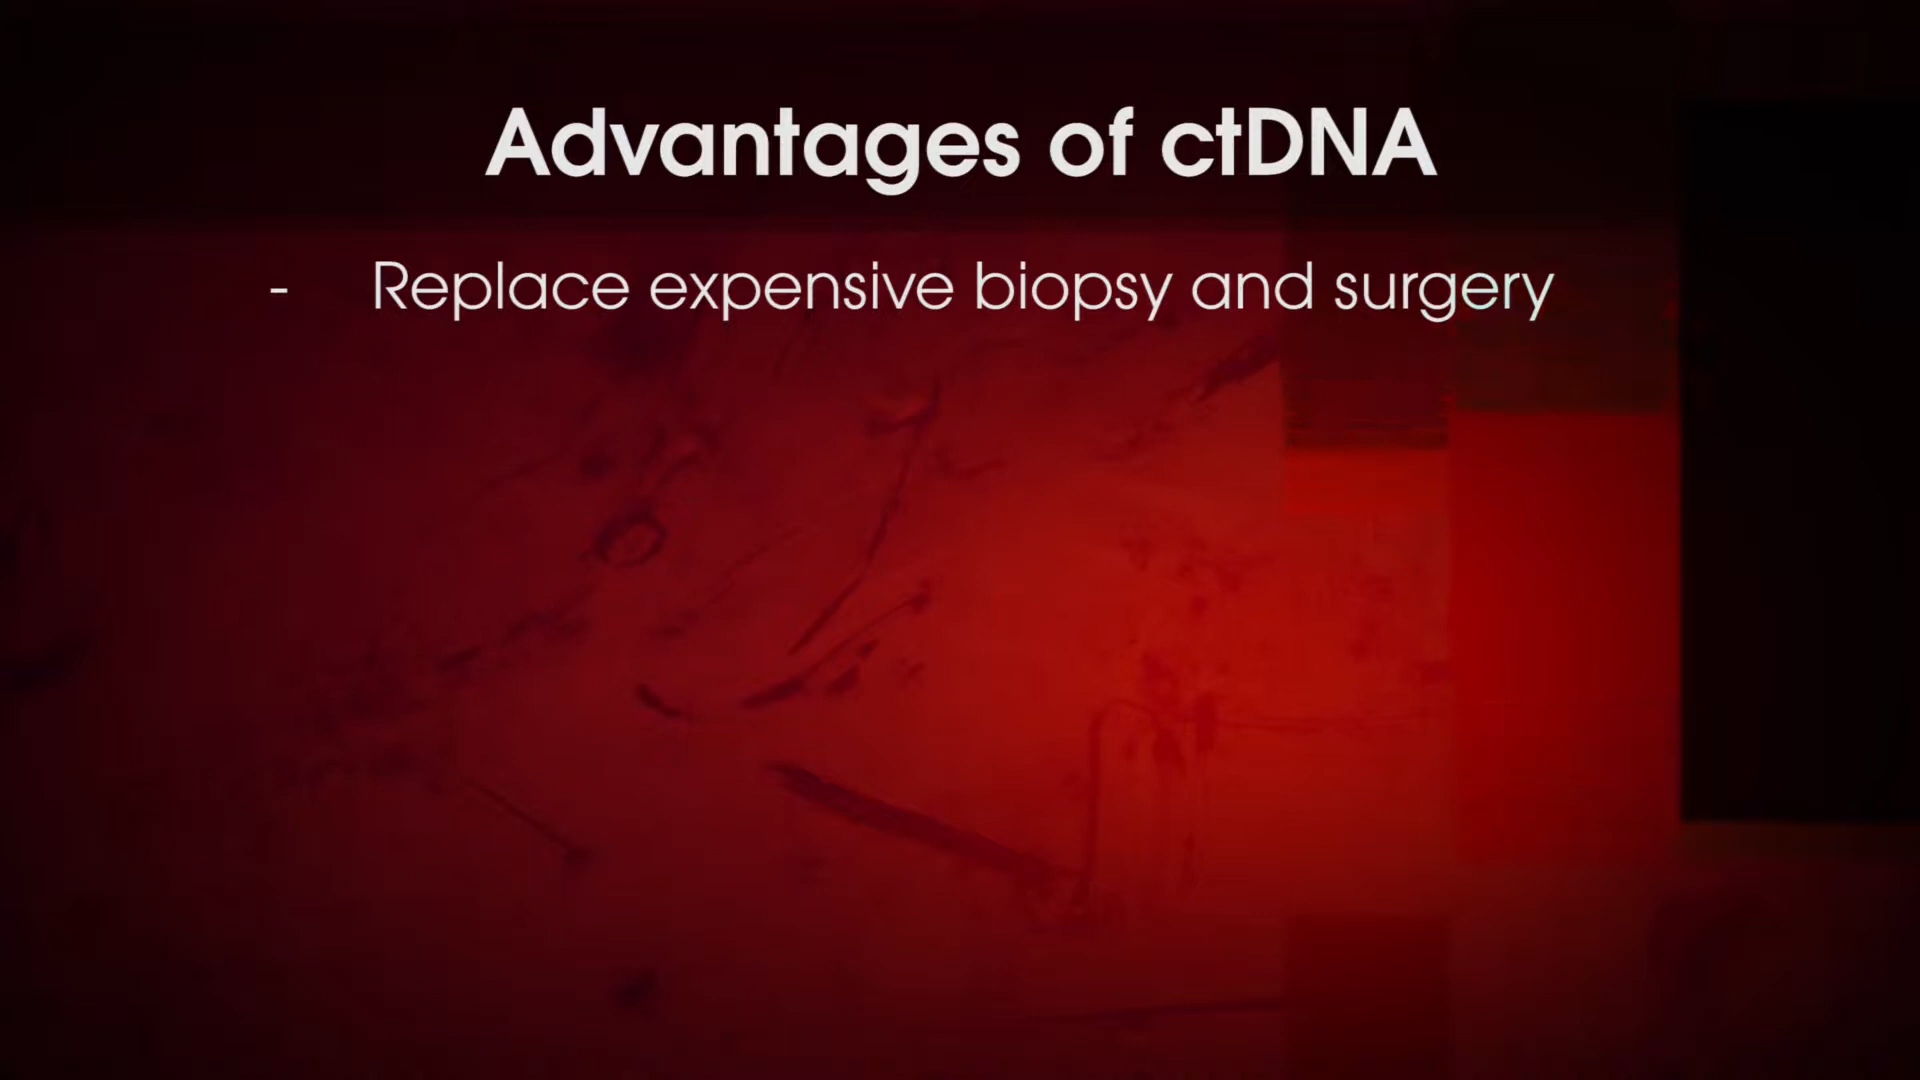 Advantages of ctDNA
- Replace expensive biopsy and surgery